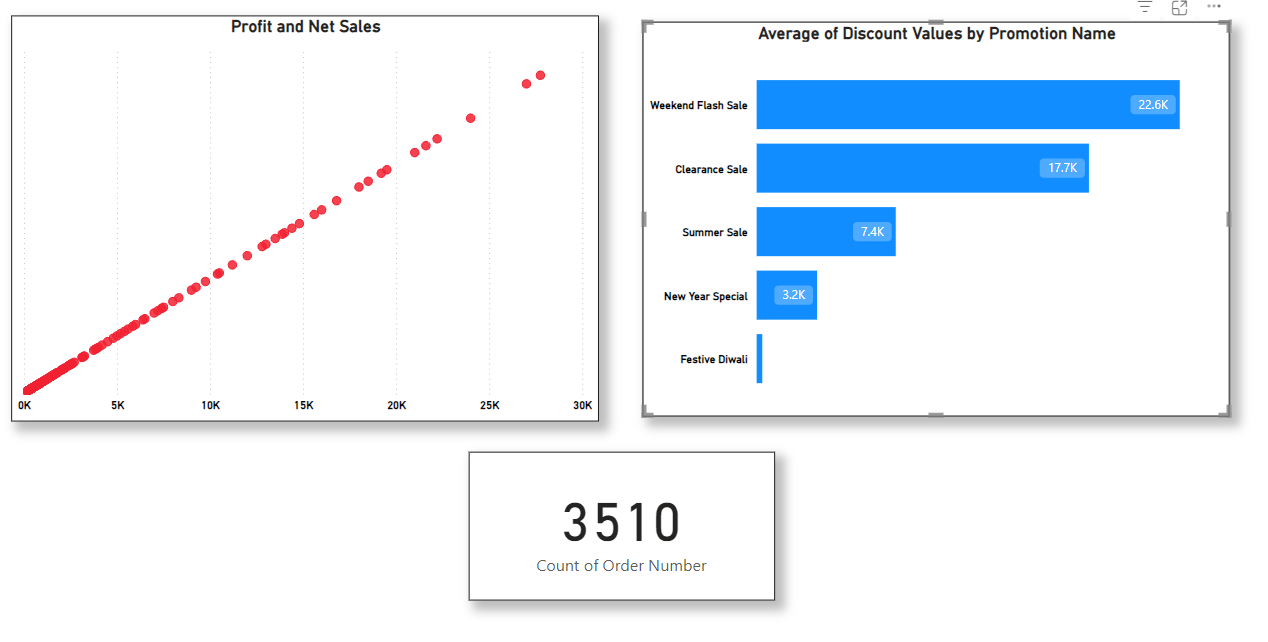 Profit and Net Sales
0K 5K 10K 15K 20K 25K 30K
Average of Discount Values by Promotion Name
Weekend Flash Sale 22.6K
Clearance Sale 17.7K
Summer Sale 7.4K
New Year Special 3.2K
Festive Diwali
3510
Count of Order Number